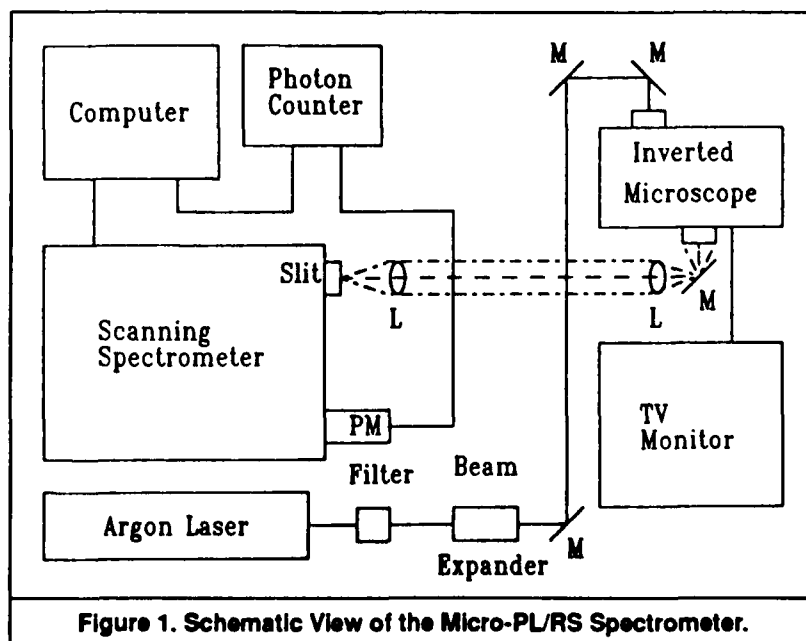 M
M
Computer
Photon
Counter
Inverted
Microscope
Slit
L
L
M
Scanning
Spectrometer
PM
TV
Monitor
Filter
Beam
Expander
Argon Laser
M
Figure 1. Schematic View of the Micro-PL/RS Spectrometer.